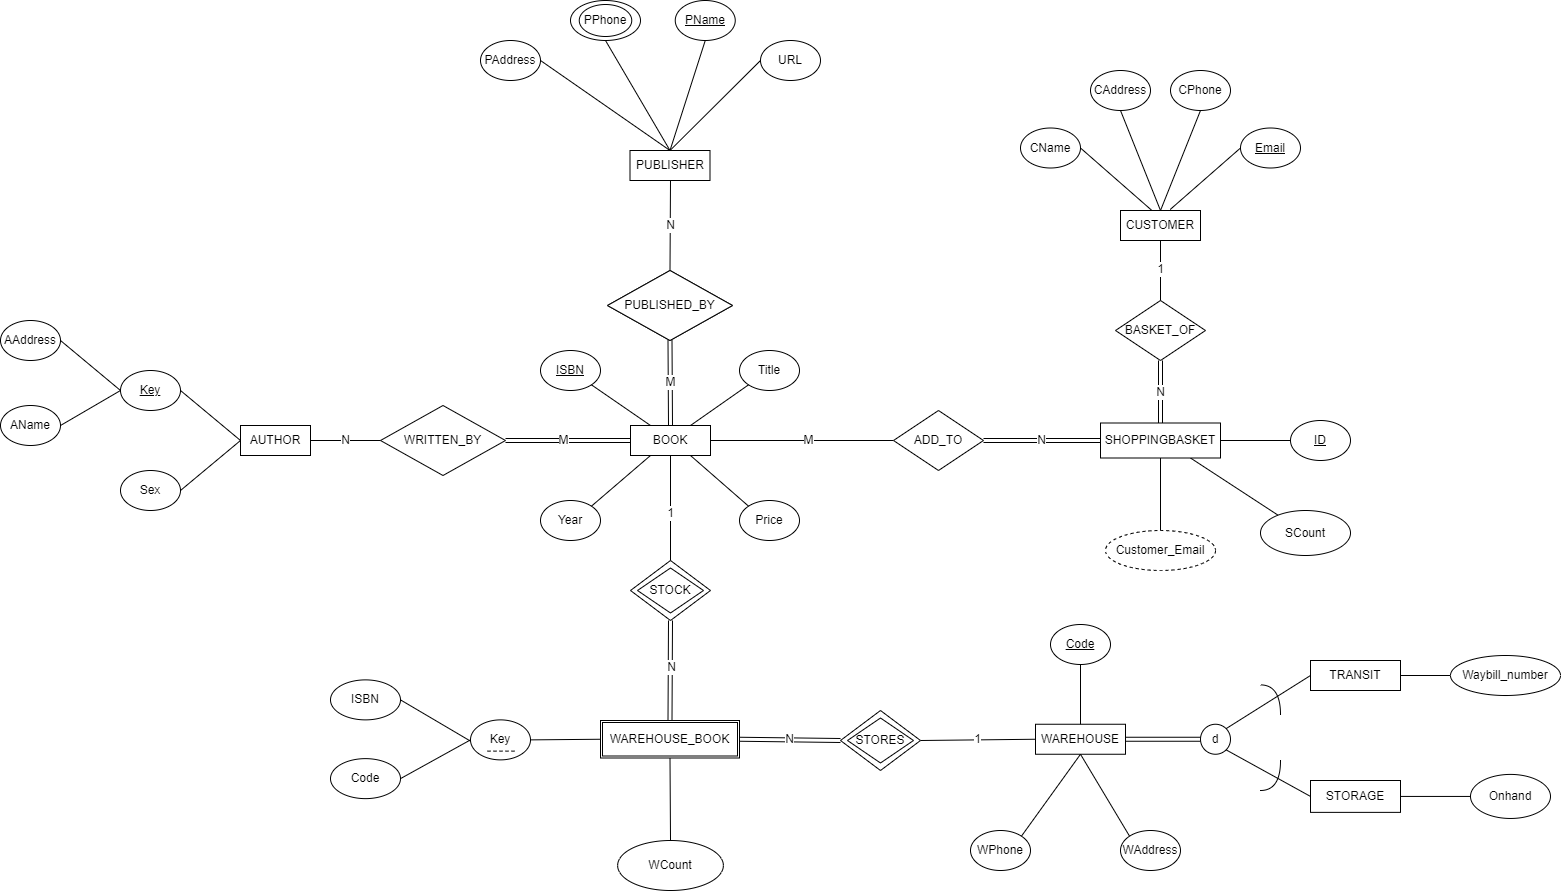 PPhone
PName
PAddress
URL
CAddress
CPhone
CName
Email
PUBLISHER
N
CUSTOMER
1
PUBLISHED_BY
BASKET_OF
AAddress
ISBN
Title
M
N
Key
AName
AUTHOR
N
WRITTEN_BY
M
BOOK
M
ADD_TO
N
SHOPPINGBASKET
ID
Sex
Year
1
Price
SCount
Customer_Email
STOCK
N
Code
TRANSIT
Waybill_number
ISBN
Key
WAREHOUSE_BOOK
N
STORES
1
WAREHOUSE
d
Code
STORAGE
Onhand
WCount
WPhone
WAddress